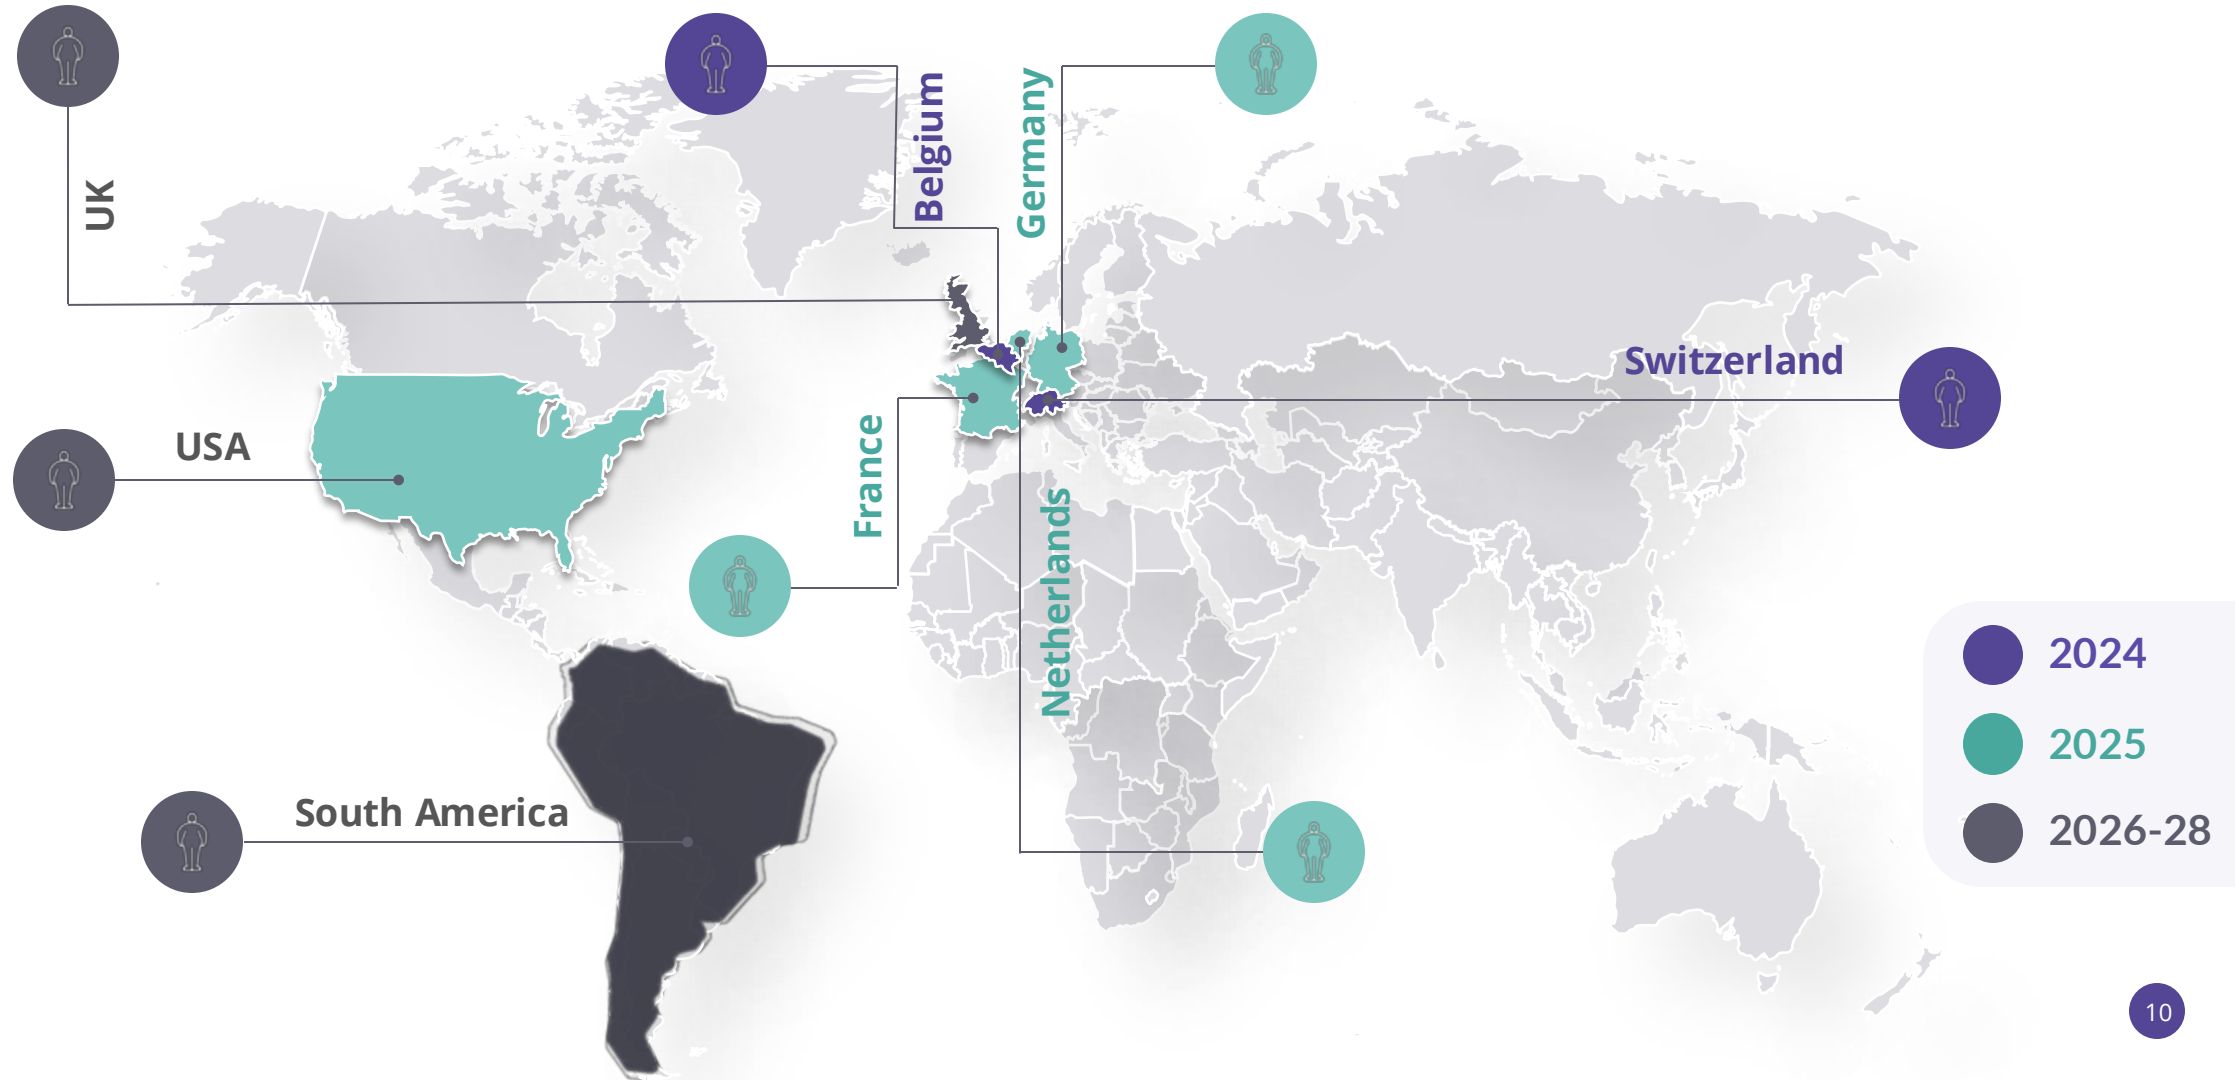 UK
Belgium
Germany
Switzerland
USA
France
Netherlands
South America
2024
2025
2026-28
10